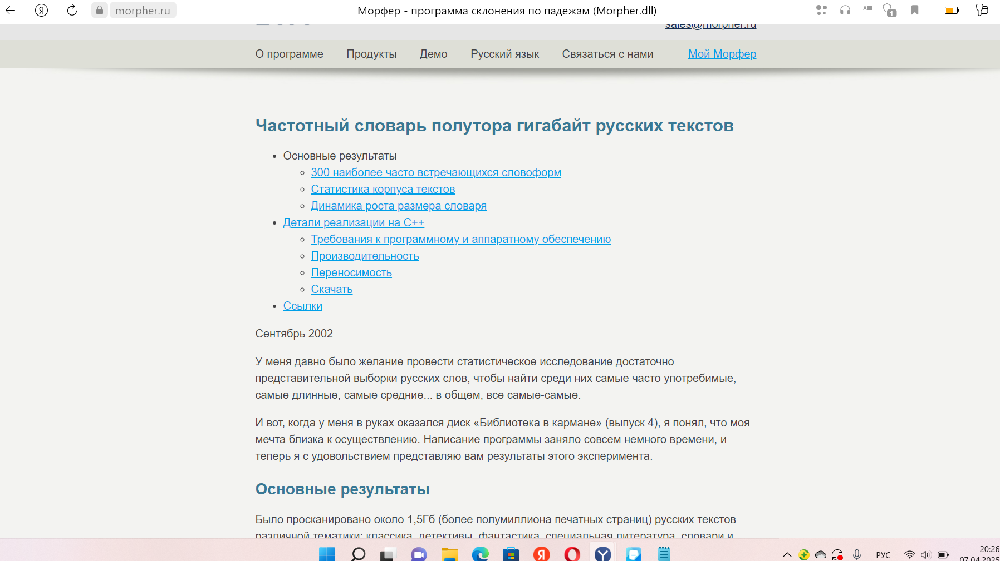 morpher.ru
Морфер - программа склонения по падежам (Morpher.dll)
1
sales@morpher.ru
О программе Продукты Демо Русский язык Связаться с нами Мой Морфер
Частотный словарь полутора гигабайт русских текстов
Основные результаты
300 наиболее часто встречающихся словоформ
Статистика корпуса текстов
Динамика роста размера словаря
Детали реализации на C++
Требования к программному и аппаратному обеспечению
Производительность
Переносимость
Скачать
Ссылки
Сентябрь 2002
У меня давно было желание провести статистическое исследование достаточно
представительной выборки русских слов, чтобы найти среди них самые часто употребимые,
самые длинные, самые средние... в общем, все самые-самые.
И вот, когда у меня в руках оказался диск «Библиотека в кармане» (выпуск 4), я понял, что моя
мечта близка к осуществлению. Написание программы заняло совсем немного времени, и
теперь я с удовольствием представляю вам результаты этого эксперимента.
Основные результаты
Было просканировано около 1,5Гб (более полумиллиона печатных страниц) русских текстов
различной тематики: классика, детективы, фантастика, специальная литература, словари и
РУС
20:26
07.04.2025